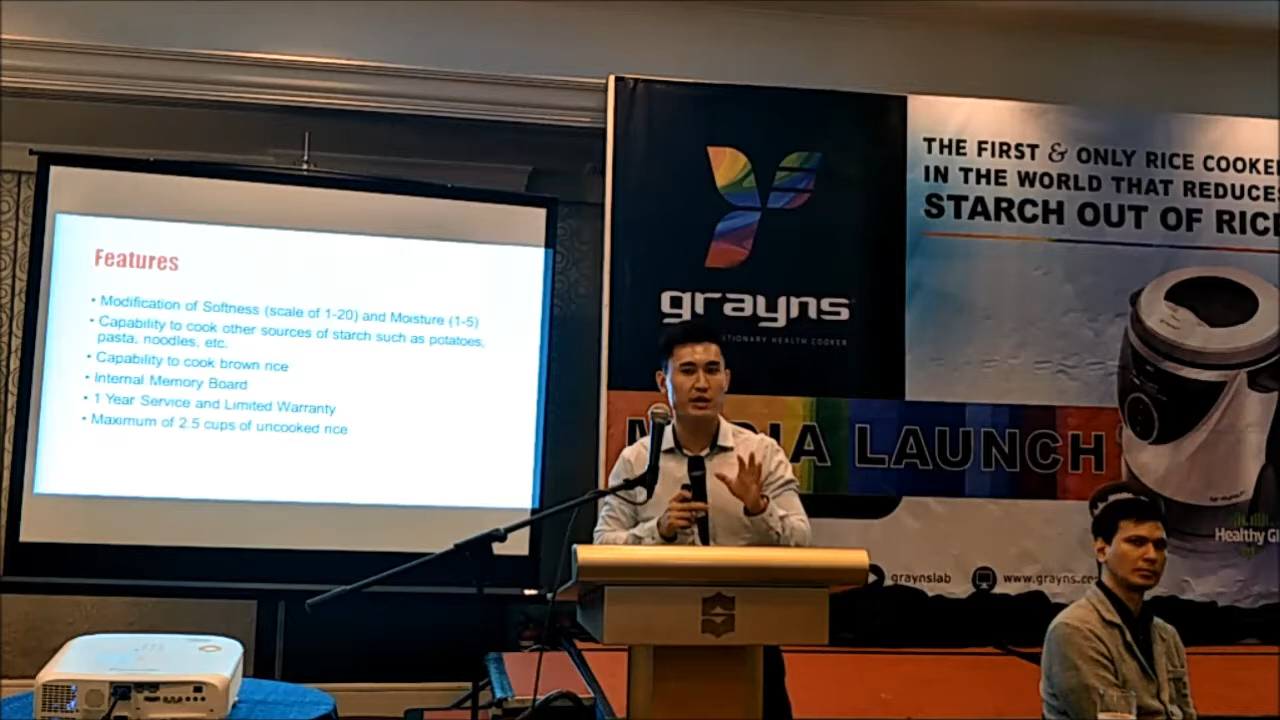 Features
• Modification of Softness (scale of 1-20) and Moisture (1-5)
• Capability to cook other sources of starch such as potatoes,
pasta, noodles, etc.
• Capability to cook brown rice
• Internal Memory Board
• 1 Year Service and Limited Warranty
• Maximum of 2.5 cups of uncooked rice
grayns
HEALTH COOKER
THE FIRST & ONLY RICE COOKE
IN THE WORLD THAT REDUCES
STARCH OUT OF RIC
LAUNCH
Healthy
graynslab
www.grayns.co